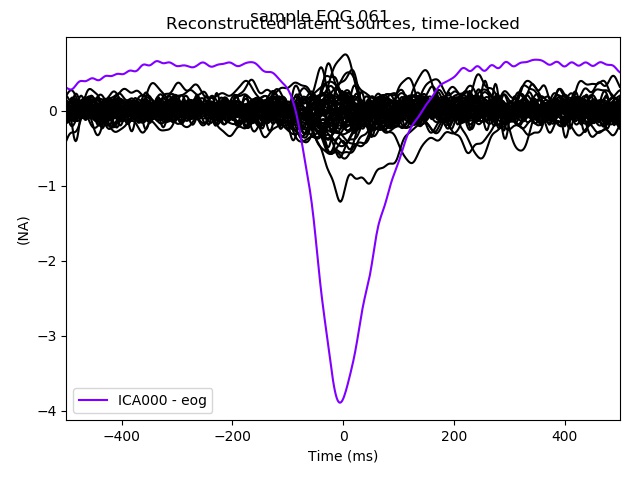 sample EOG 061
Reconstructed latent sources, time-locked
0
−1
−2
−3
−4
(NA)
ICA000 - eog
−400
−200
0
200
400
Time (ms)